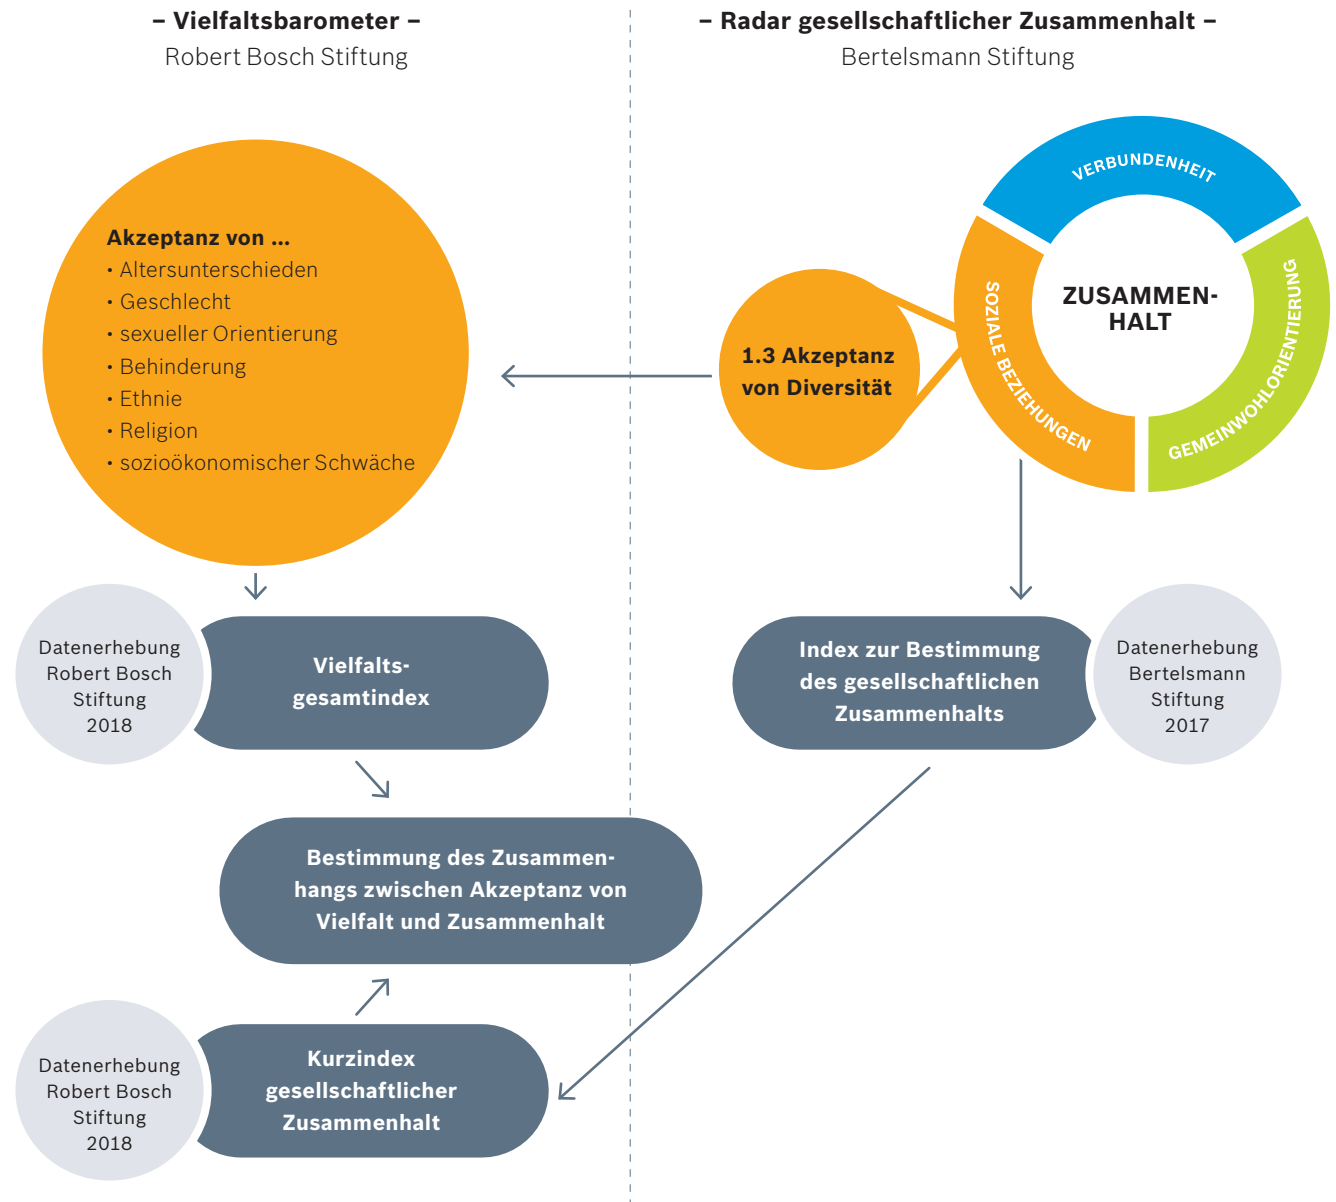 – Vielfaltsbarometer –
Robert Bosch Stiftung
Akzeptanz von ...
• Altersunterschieden
• Geschlecht
• sexueller Orientierung
• Behinderung
• Ethnie
• Religion
• sozioökonomischer Schwäche
– Radar gesellschaftlicher Zusammenhalt –
Bertelsmann Stiftung
VERBUNDENHEIT
SOZIALE BEZIEHUNGEN
GEMEINWOHLORIENTIERUNG
ZUSAMMEN-
HALT
1.3 Akzeptanz
von Diversität
Datenerhebung
Robert Bosch
Stiftung
2018
Vielfalts-
gesamtindex
Index zur Bestimmung
des gesellschaftlichen
Zusammenhalts
Datenerhebung
Bertelsmann
Stiftung
2017
Bestimmung des Zusammen-
hangs zwischen Akzeptanz von
Vielfalt und Zusammenhalt
Datenerhebung
Robert Bosch
Stiftung
2018
Kurzindex
gesellschaftlicher
Zusammenhalt